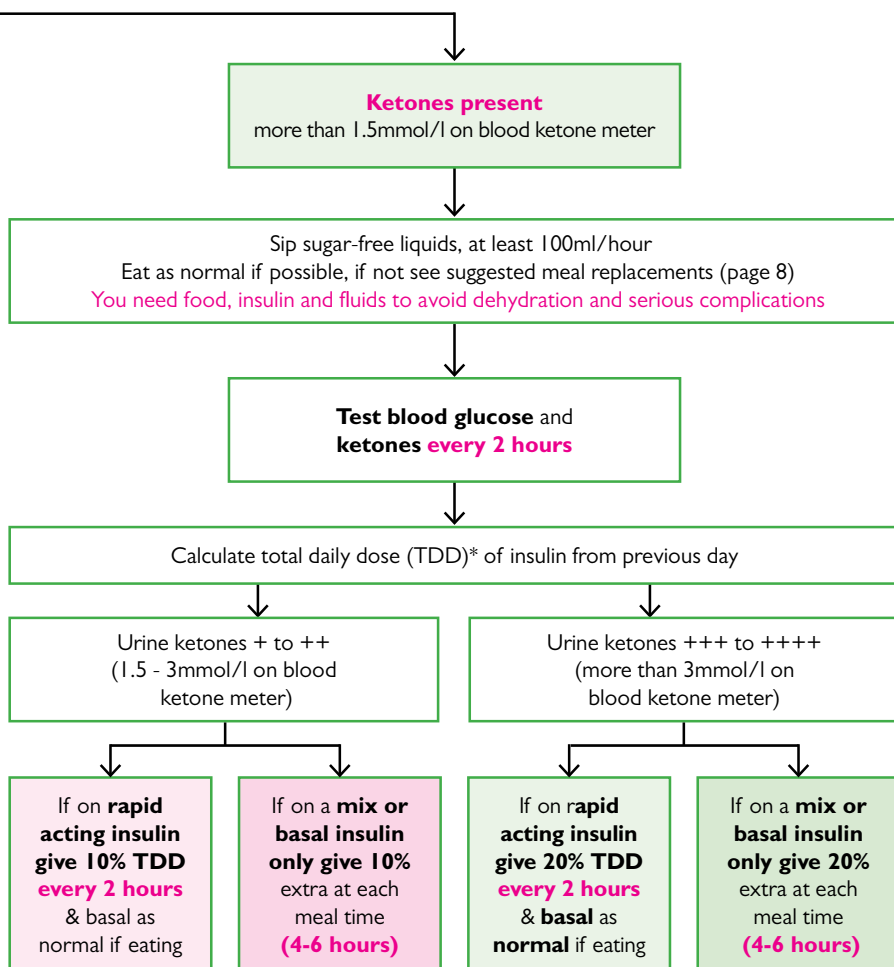 Ketones present
more than 1.5mmol/l on blood ketone meter
Sip sugar-free liquids, at least 100ml/hour
Eat as normal if possible, if not see suggested meal replacements (page 8)
You need food, insulin and fluids to avoid dehydration and serious complications
Test blood glucose and
ketones every 2 hours
Calculate total daily dose (TDD)* of insulin from previous day
Urine ketones + to ++
(1.5 - 3mmol/l on blood
ketone meter)
Urine ketones +++ to ++++
(more than 3mmol/l on
blood ketone meter)
If on rapid
acting insulin
give 10% TDD
every 2 hours
& basal as
normal if eating
If on a mix or
basal insulin
only give 10%
extra at each
meal time
(4-6 hours)
If on rapid
acting insulin
give 20% TDD
every 2 hours
& basal as
normal if eating
If on a mix or
basal insulin
only give 20%
extra at each
meal time
(4-6 hours)